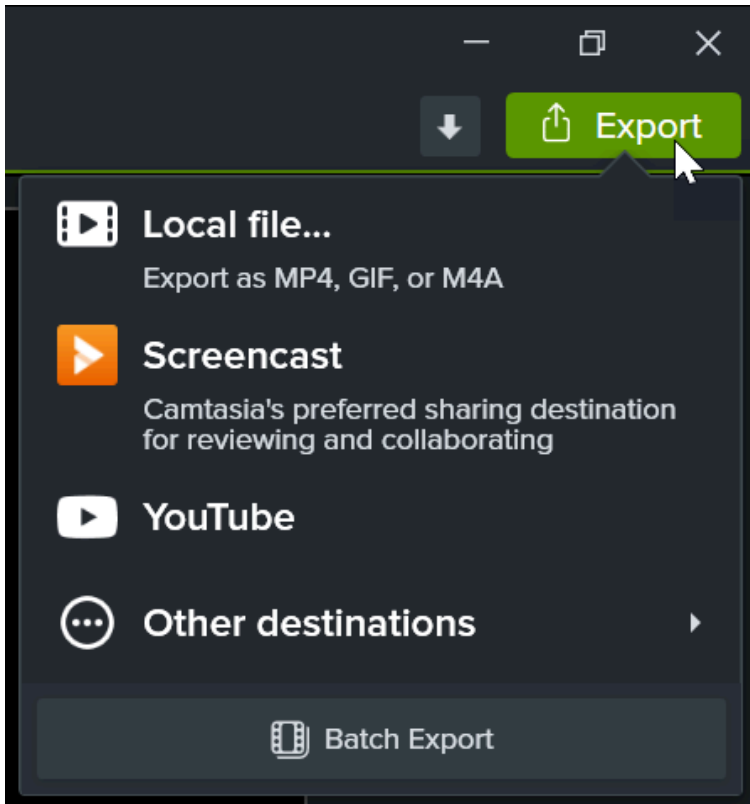 Export
Local file...
Export as MP4, GIF, or M4A
Screencast
Camtasia's preferred sharing destination
for reviewing and collaborating
YouTube
Other destinations
Batch Export